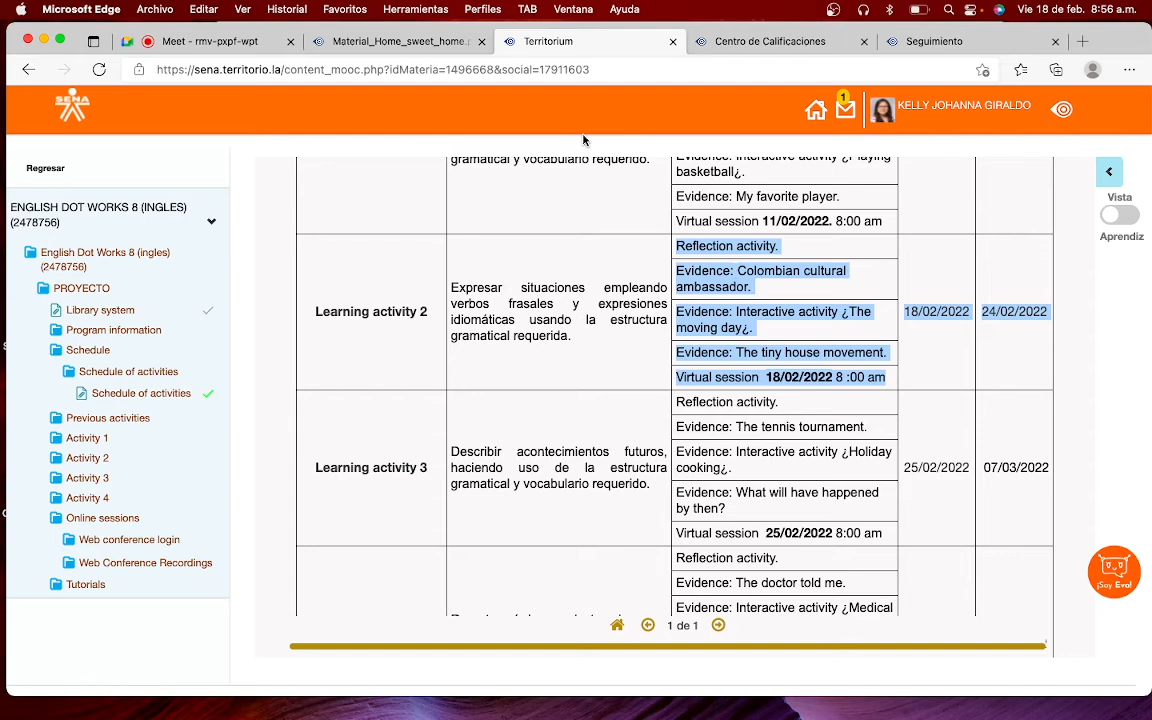 Microsoft Edge Archivo Editar Ver Historial Favoritos Herramientas Perfiles TAB Ventana Ayuda Vie 18 de feb. 8:56 a.m.
Meet - rmv-pxpf-wpt
Material_Home_sweet_home.
Territorium
Centro de Calificaciones
Seguimiento
https://sena.territorio.la/content_mooc.php?idMateria=1496668&social=17911603
SENA
1
KELLY JOHANNA GIRALDO
Regresar
ENGLISH DOT WORKS 8 (INGLES)
(2478756)
English Dot Works 8 (ingles)
(2478756)
PROYECTO
Library system
Program information
Schedule
Schedule of activities
Schedule of activities
Previous activities
Activity 1
Activity 2
Activity 3
Activity 4
Online sessions
Web conference login
Web Conference Recordings
Tutorials
gramatical y vocabulario requerido.
Evidence: Interactive activity ¿Playing
basketball¿.
Evidence: My favorite player.
Virtual session 11/02/2022. 8:00 am
Learning activity 2
Expresar situaciones empleando
verbos frasales y expresiones
idiomáticas usando la estructura
gramatical requerida.
Reflection activity.
Evidence: Colombian cultural
ambassador.
Evidence: Interactive activity ¿The
moving day¿.
Evidence: The tiny house movement.
Virtual session 18/02/2022 8 :00 am
18/02/2022
24/02/2022
Learning activity 3
Describir acontecimientos futuros,
haciendo uso de la estructura
gramatical y vocabulario requerido.
Reflection activity.
Evidence: The tennis tournament.
Evidence: Interactive activity ¿Holiday
cooking¿.
Evidence: What will have happened
by then?
Virtual session 25/02/2022 8:00 am
25/02/2022
07/03/2022
Reflection activity.
Evidence: The doctor told me.
Evidence: Interactive activity ¿Medical
1 de 1
Vista
Aprendiz
¡Soy Eva!